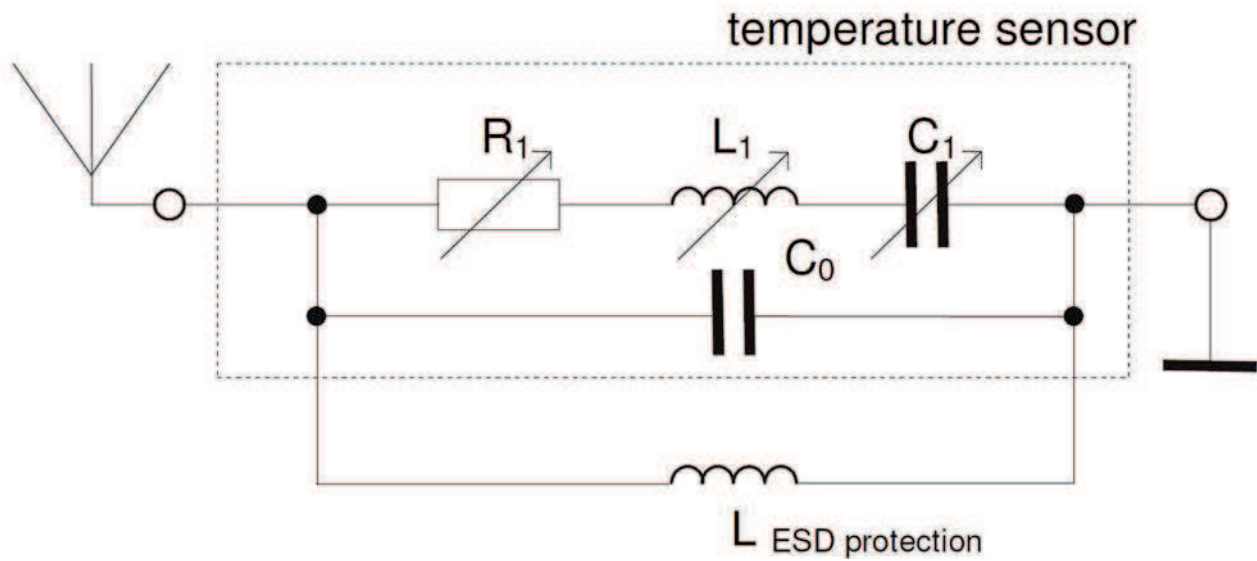 temperature sensor
R₁
L₁
C₁
C₀
L ESD protection